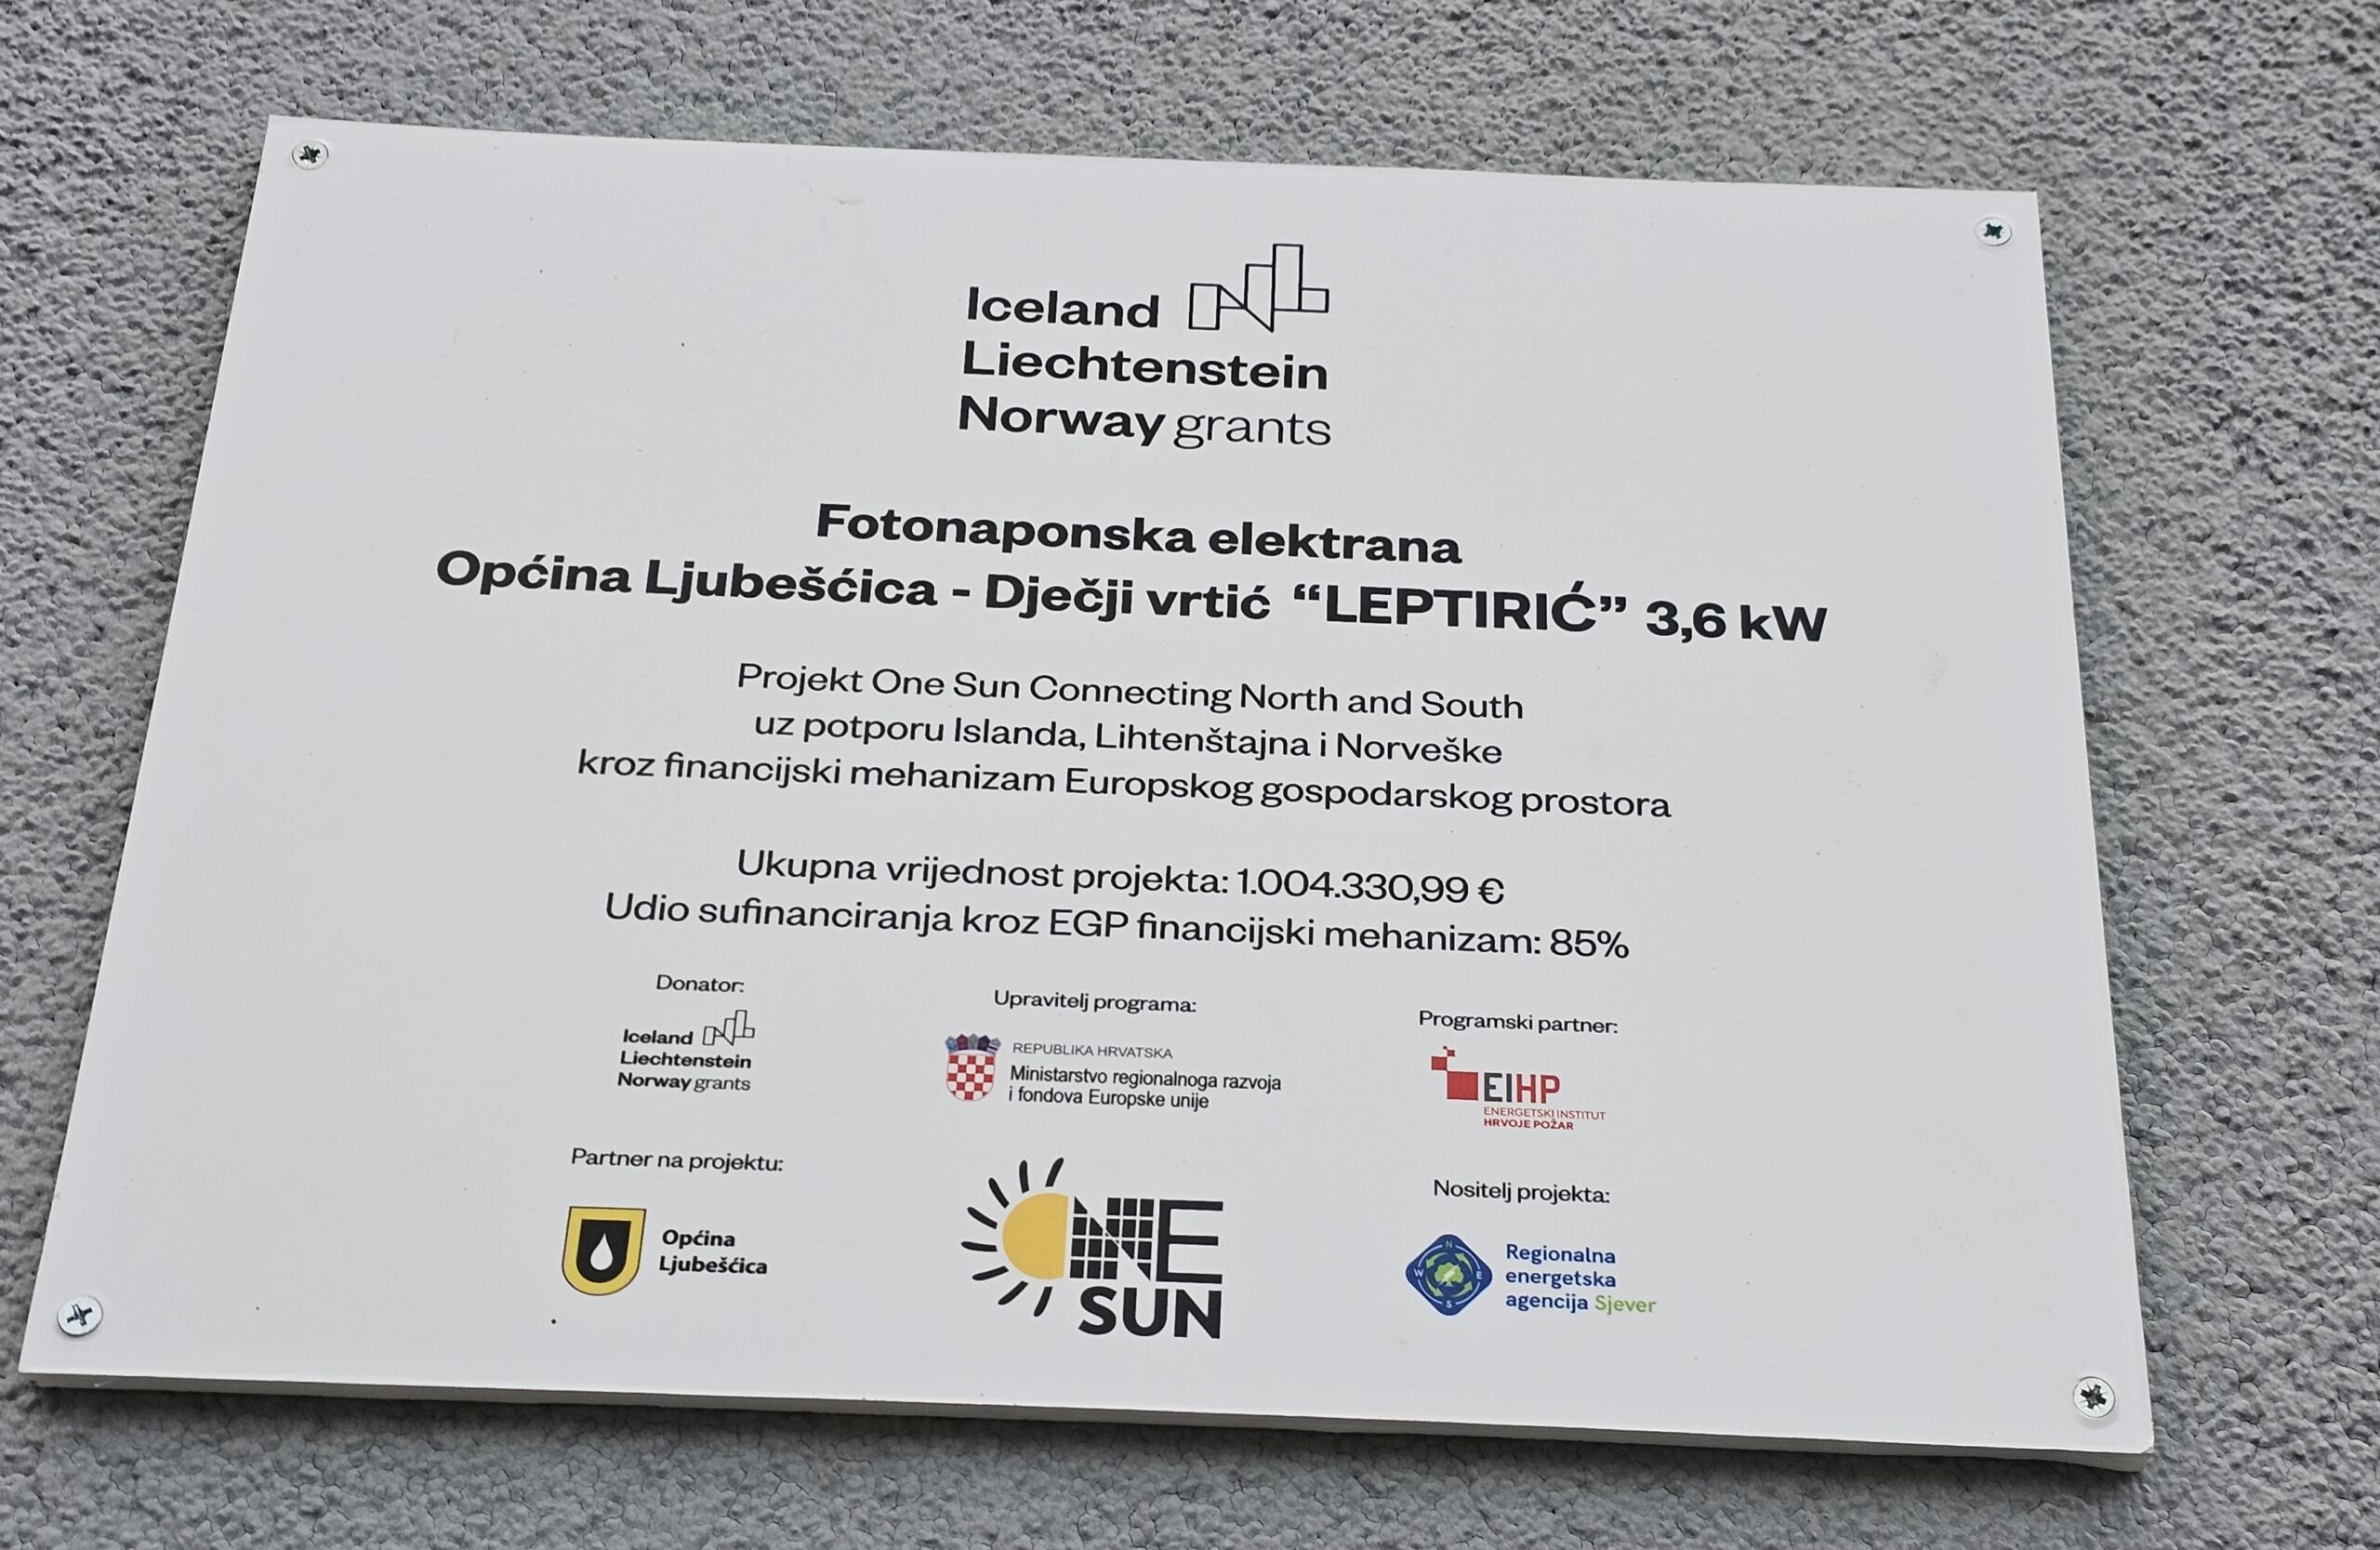 Iceland
Liechtenstein
Norway grants
Fotonaponska elektrana
Općina Ljubešćica - Dječji vrtić “LEPTIRIĆ” 3,6 kW
Projekt One Sun Connecting North and South
uz potporu Islanda, Lihtenštajna i Norveške
kroz financijski mehanizam Europskog gospodarskog prostora
Ukupna vrijednost projekta: 1.004.330,99 €
Udio sufinanciranja kroz EGP financijski mehanizam: 85%
Donator:
Iceland
Liechtenstein
Norway grants
Upravitelj programa:
REPUBLIKA HRVATSKA
Ministarstvo regionalnoga razvoja
i fondova Europske unije
Programski partner:
EIHP
ENERGETSKI INSTITUT
HRVOJE POŽAR
Partner na projektu:
Općina
Ljubešćica
ONE
SUN
Nositelj projekta:
N
W E
S
Regionalna
energetska
agencija Sjever